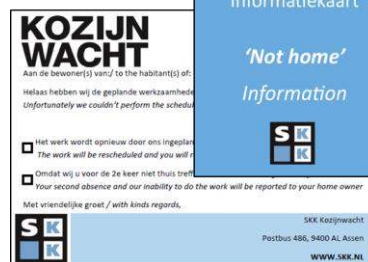 KOZIJN
WACHT
Aan de bewoner(s) van:/ to the habitant(s) of:
Helaas hebben wij de geplande werkzaamhede
Unfortunately we couldn't perform the schedul
Het werk wordt opnieuw door ons ingeplan
The work will be rescheduled and you will r
Omdat wij u voor de 2e keer niet thuis treff
Your second absence and our inability to do the work will be reported to your home owner
Met vriendelijke groet / with kinds regards,
SKK
SKK Kozijnwacht
Postbus 486, 9400 AL Assen
WWW.SKK.NL
Informatiekaart
'Not home'
Information
SKK